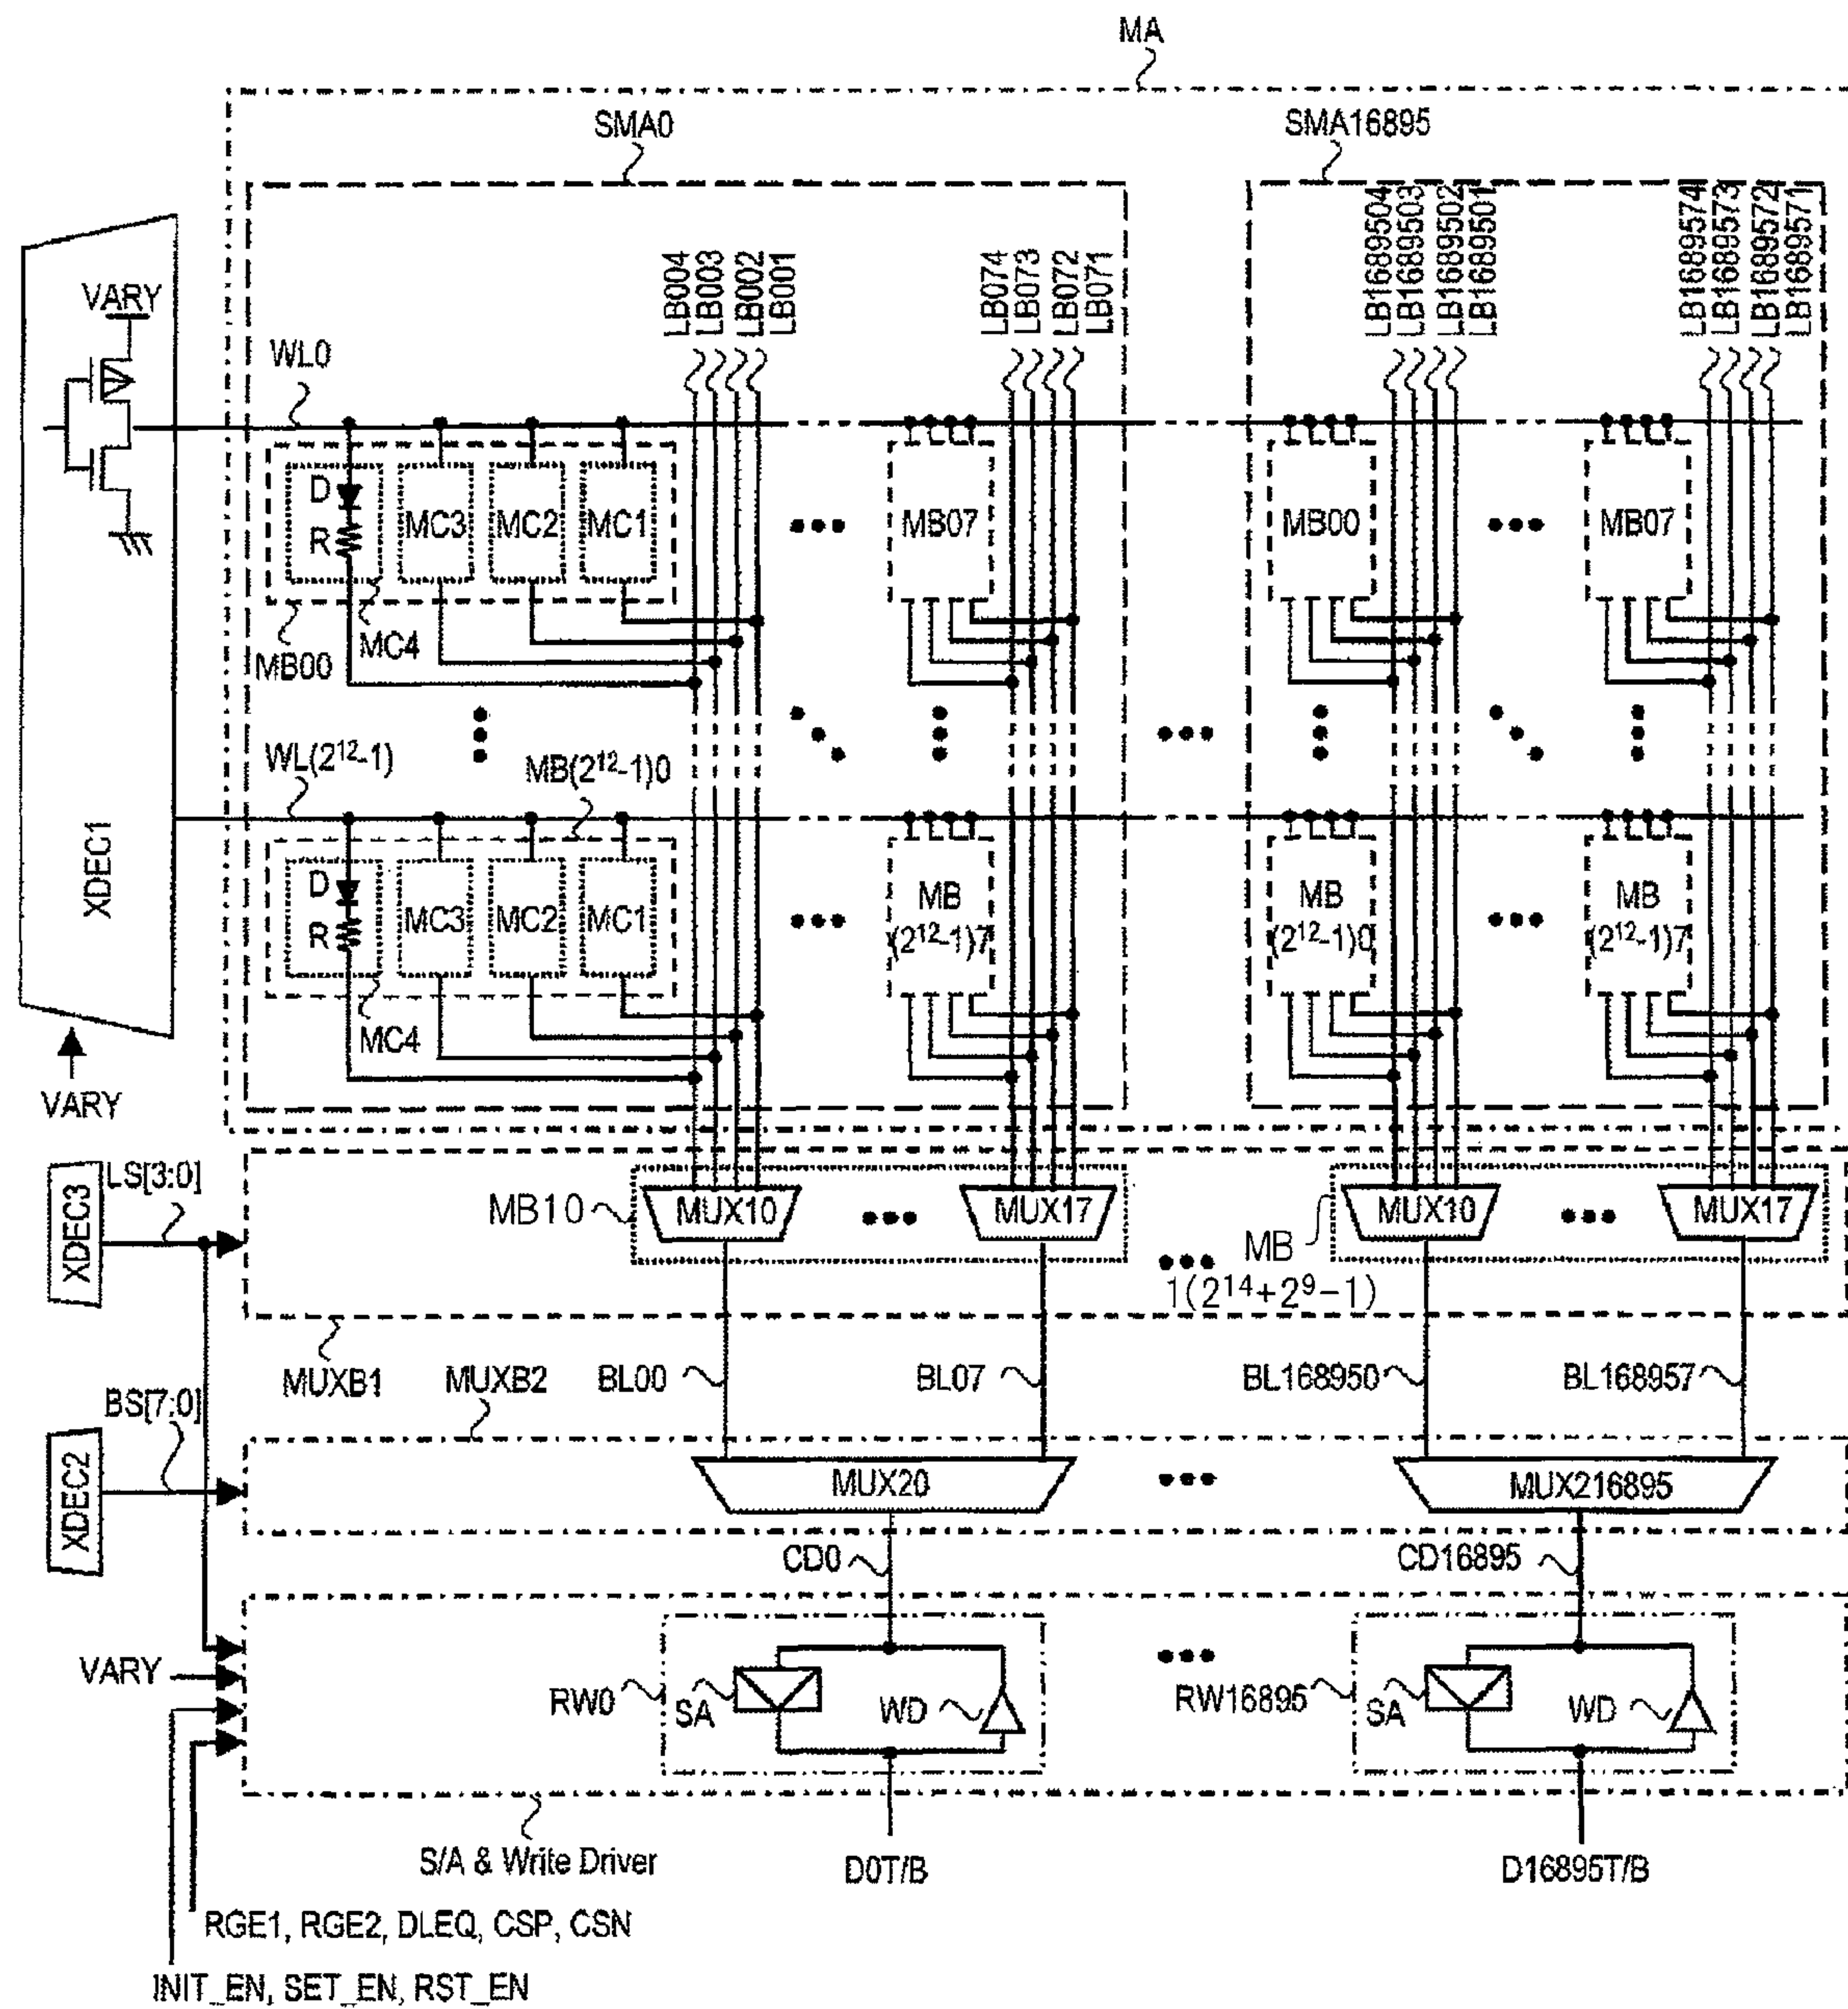 MA
SMA0
SMA16895
LB004
LB003
LB002
LB001
LB074
LB073
LB072
LB071
LB1689504
LB1689503
LB1689502
LB1689501
LB1689574
LB1689573
LB1689572
LB1689571
VARY
WL0
D
R
MC3
MC2
MC1
MB07
MB00
MB07
MC4
MB00
WL(2¹²-1)
MB(2¹²-1)0
XDEC1
D
R
MC3
MC2
MC1
MB
(2¹²-1)7
MB
(2¹²-1)0
MB
(2¹²-1)7
MC4
VARY
XDEC3
LS[3:0]
MB10
MUX10
MUX17
MB
1(2¹⁴+2⁹-1)
MUX10
MUX17
MUXB1
MUXB2
BL00
BL07
BL168950
BL168957
BS[7:0]
XDEC2
MUX20
MUX216895
CD0
CD16895
VARY
RW0
SA
WD
RW16895
SA
WD
S/A & Write Driver
D0T/B
D16895T/B
RGE1, RGE2, DLEQ, CSP, CSN
INIT_EN, SET_EN, RST_EN